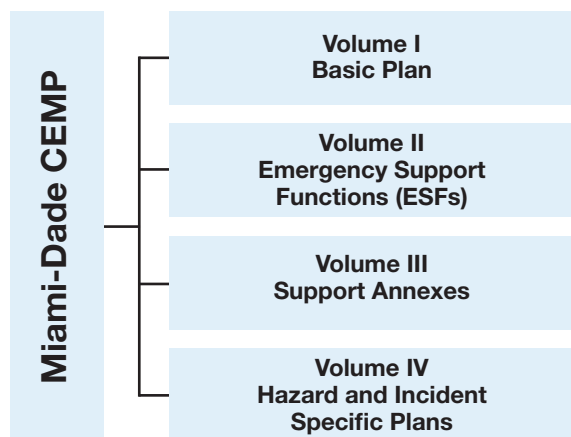 Miami-Dade CEMP
Volume I
Basic Plan
Volume II
Emergency Support
Functions (ESFs)
Volume III
Support Annexes
Volume IV
Hazard and Incident
Specific Plans